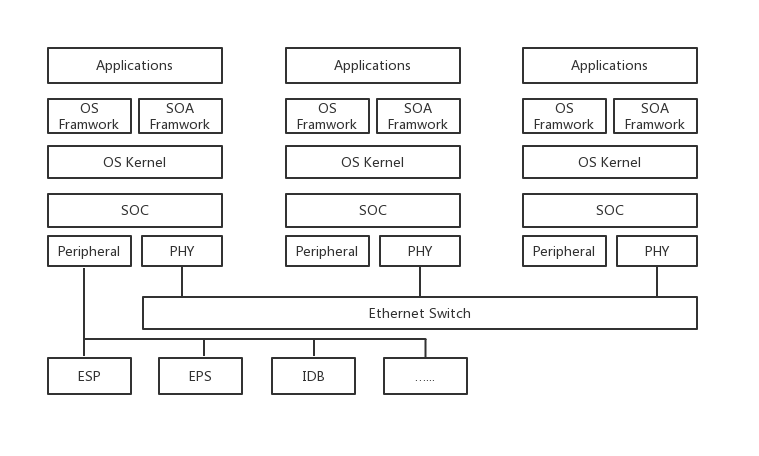 Applications
Applications
Applications
OS
Framwork
SOA
Framwork
OS
Framwork
SOA
Framwork
OS
Framwork
SOA
Framwork
OS Kernel
OS Kernel
OS Kernel
SOC
SOC
SOC
Peripheral
PHY
Peripheral
PHY
Peripheral
PHY
Ethernet Switch
ESP
EPS
IDB
…...